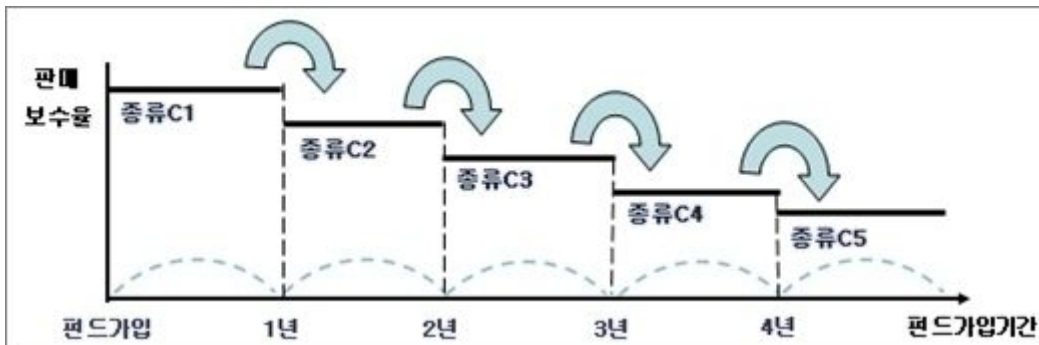 판매
보수율
종류C1
종류C2
종류C3
종류C4
종류C5
펀드가입
1년
2년
3년
4년
펀드가입기간